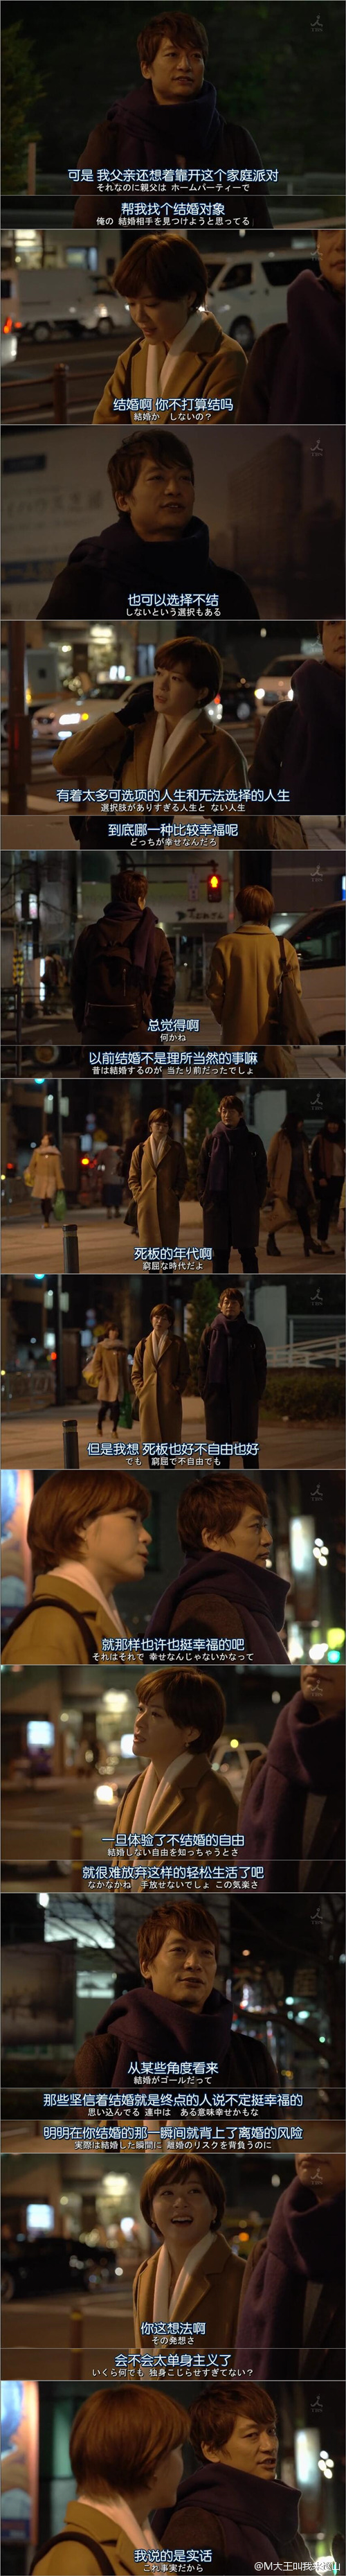 可是 我父亲还想着靠开这个家庭派对
それなのに親父は ホームパーティーで
帮我找个结婚对象
俺の 結婚相手を見つけようと思ってる
结婚啊 你不打算结吗
結婚か しないの？
也可以选择不结
しないという選択もある
有着太多可选项的人生和无法选择的人生
選択肢がありすぎる人生と ない人生
到底哪一种比较幸福呢
どっちが幸せなんだろ
总觉得啊
何かね
以前结婚不是理所当然的事嘛
昔は結婚するのが 当たり前だったでしょ
死板的年代啊
窮屈な時代だよ
但是我想 死板也好不自由也好
でも 窮屈で不自由でも
就那样也许也挺幸福的吧
それはそれで 幸せなんじゃないかなって
一旦体验了不结婚的自由
結婚しない自由を知っちゃうとさ
就很难放弃这样的轻松生活了吧
なかなかね 手放せないでしょ この気楽さ
从某些角度看来
結婚がゴールだって
那些坚信着结婚就是终点的人说不定挺幸福的
思い込んでる 連中は ある意味幸せかもな
明明在你结婚的那一瞬间就背上了离婚的风险
実際は結婚した瞬間に 離婚のリスクを背負うのに
你这想法啊
その発想さ
会不会太单身主义了
いくら何でも 独身こじらせすぎてない？
我说的是实话
これ事実だから
@M大王叫我来巡山